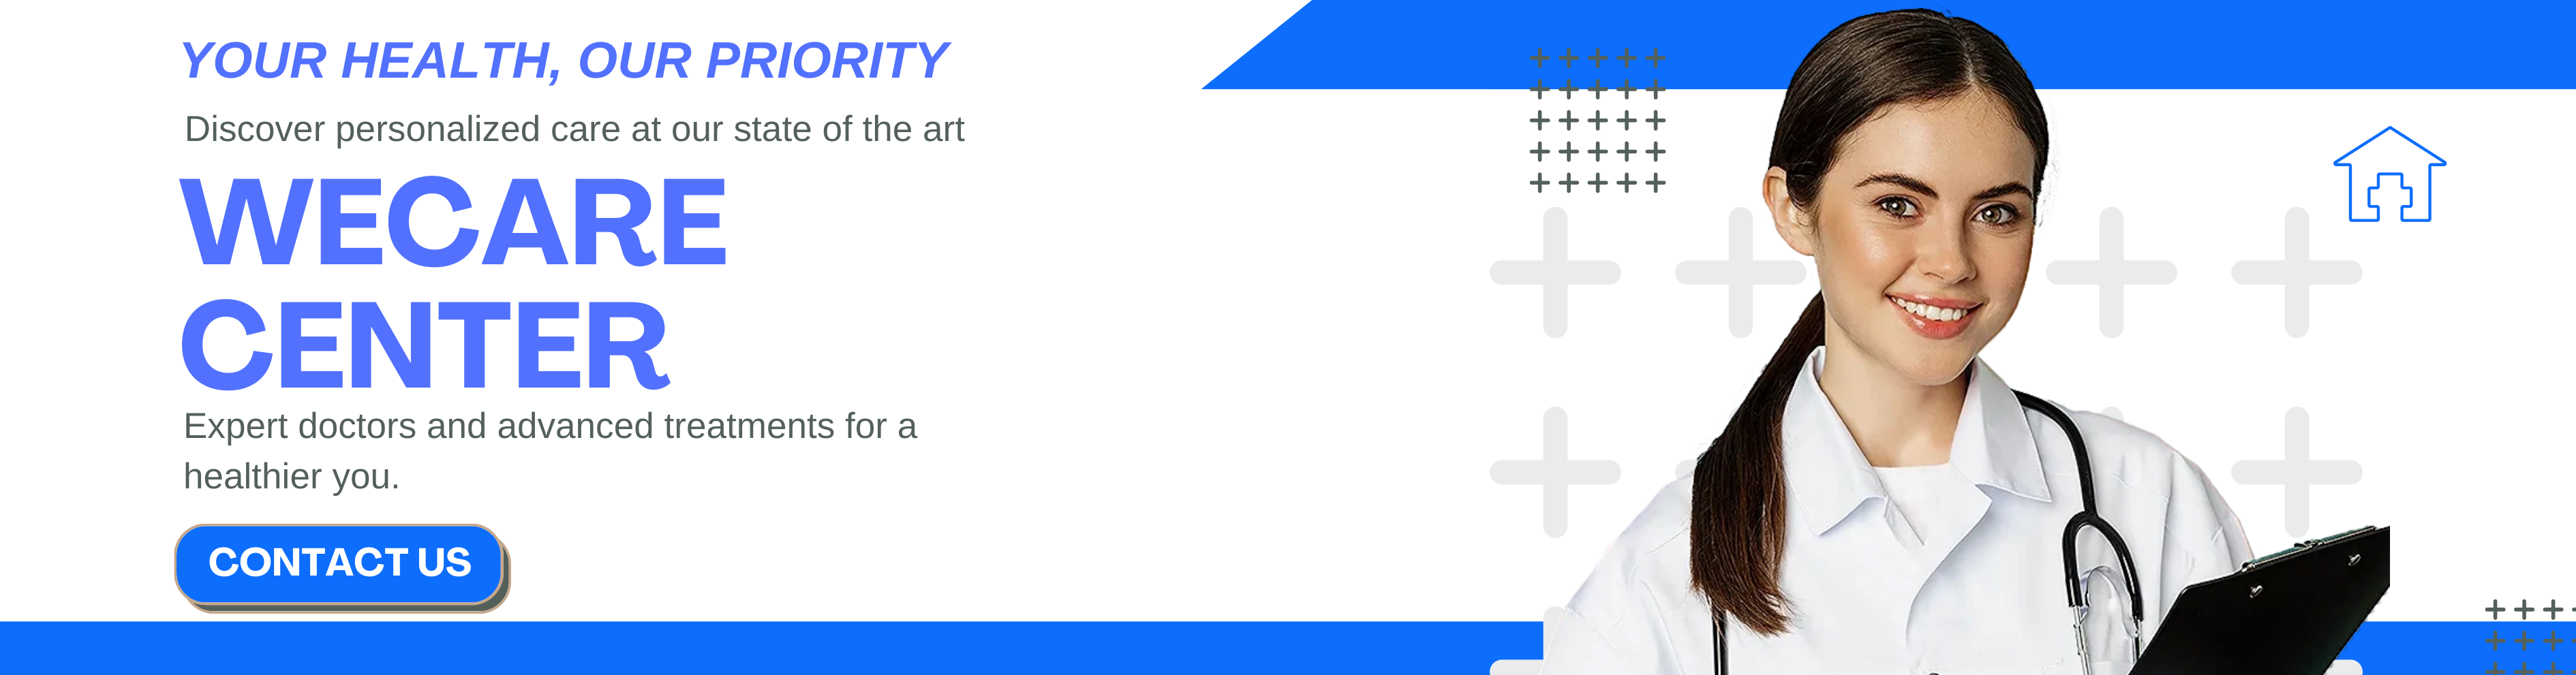 YOUR HEALTH, OUR PRIORITY
Discover personalized care at our state of the art
WECARE
CENTER
Expert doctors and advanced treatments for a
healthier you.
CONTACT US